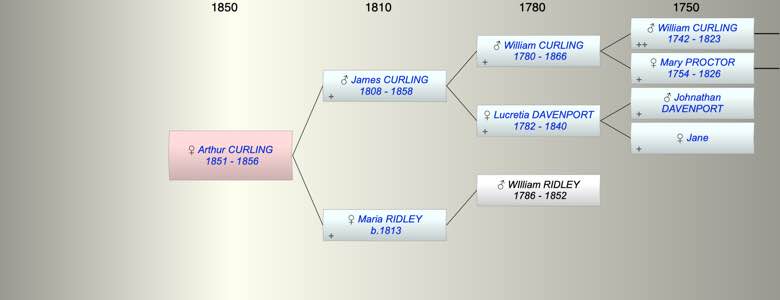 1850 1810 1780 1750
♂ William CURLING
1742 - 1823
++
♂ William CURLING
1780 - 1866
+
♀ Mary PROCTOR
1754 - 1826
+
♂ James CURLING
1808 - 1858
+
♂ Johnathan
DAVENPORT
+
♀ Lucretia DAVENPORT
1782 - 1840
+
♀ Jane
+
♀ Arthur CURLING
1851 - 1856
♂ WIlliam RIDLEY
1786 - 1852
♀ Maria RIDLEY
b.1813
+